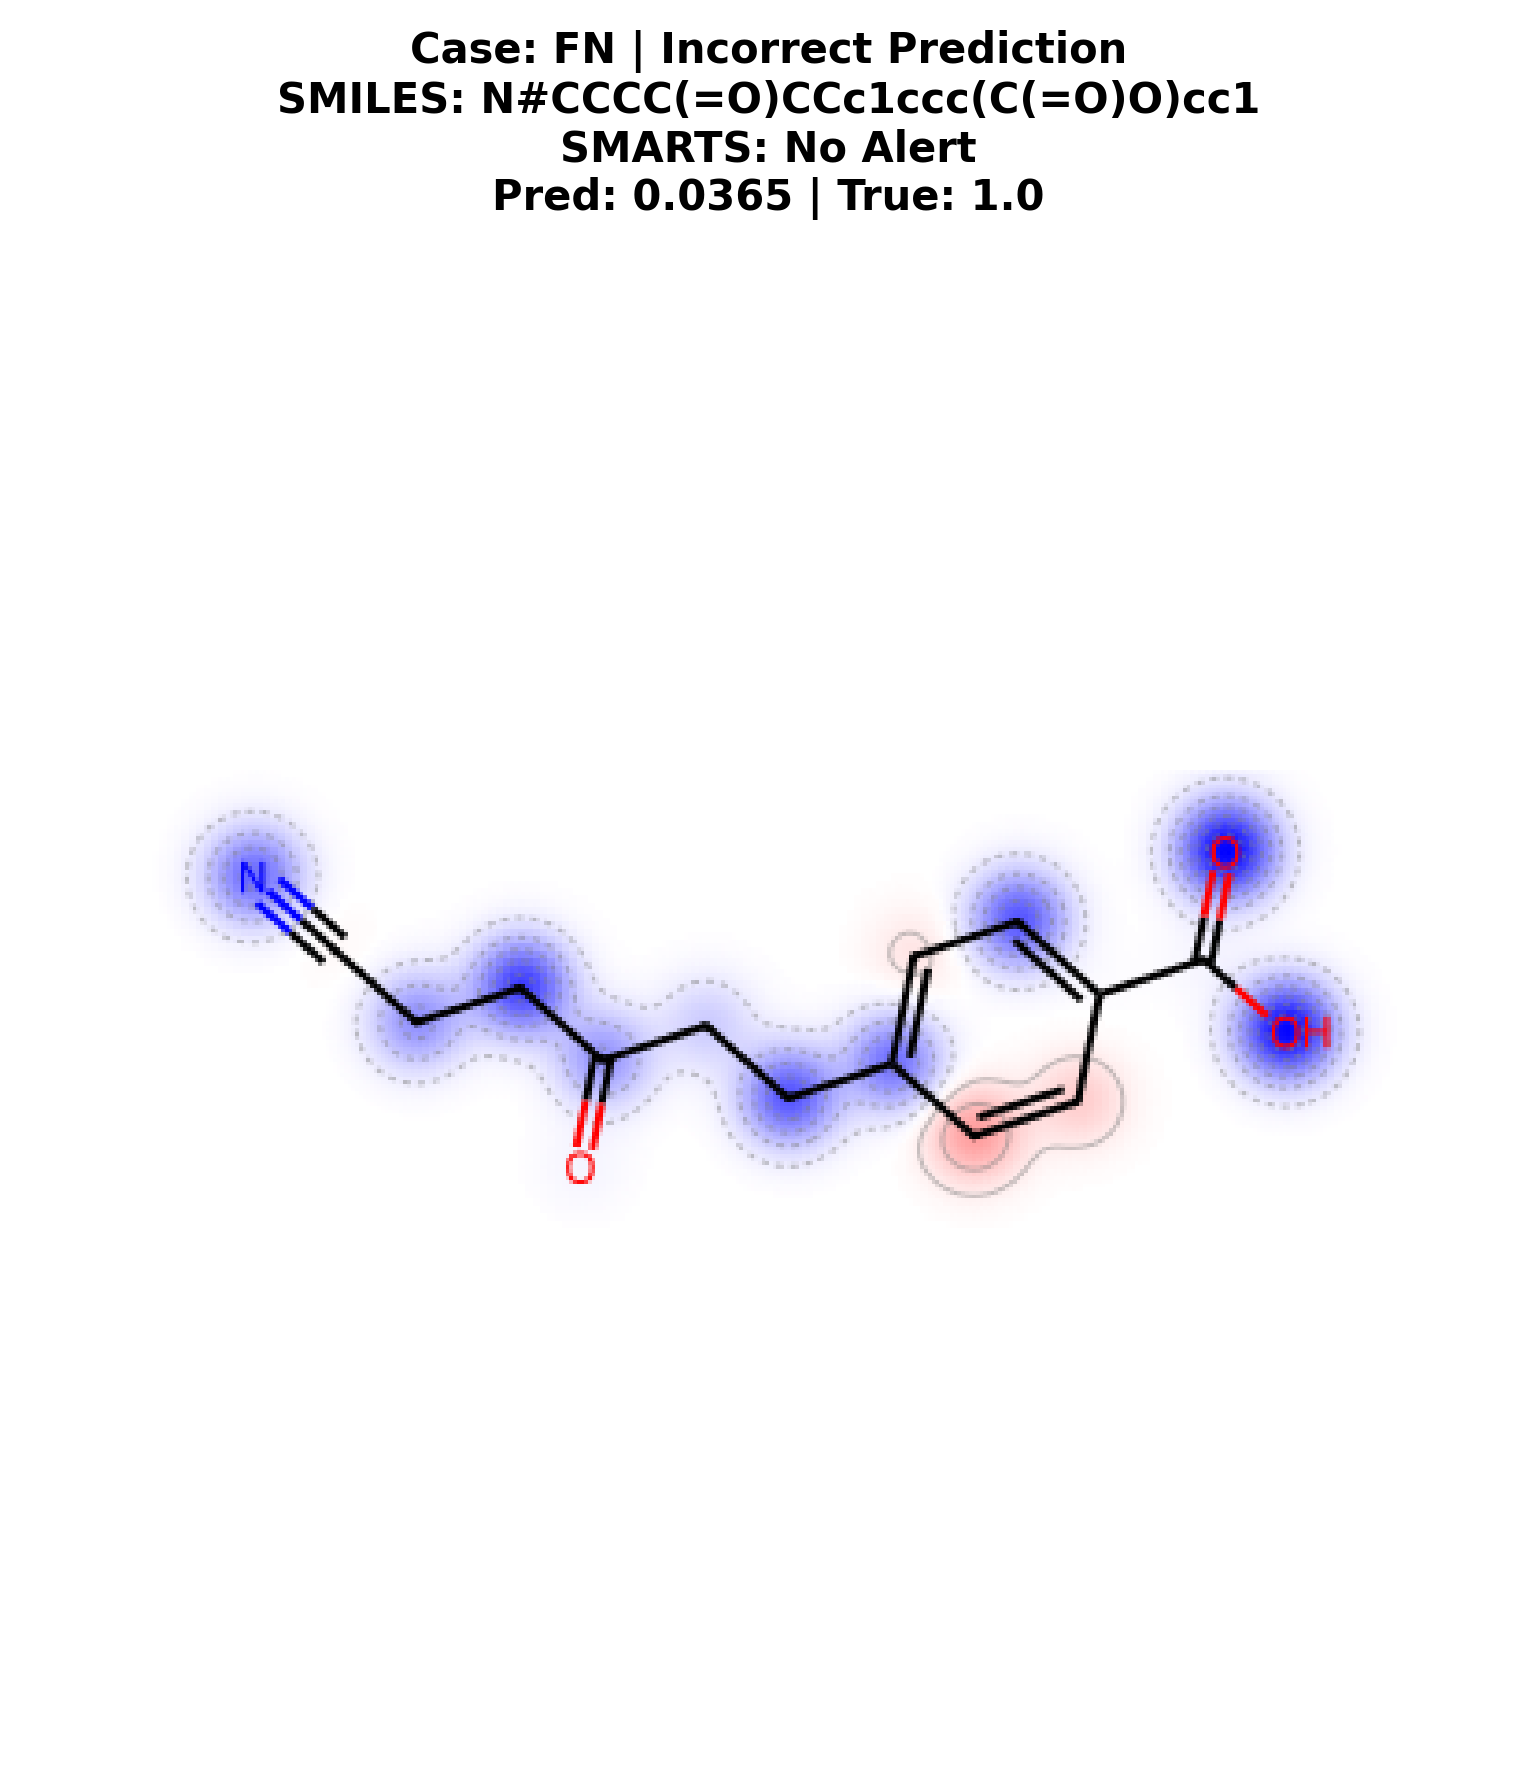 Case: FN | Incorrect Prediction
SMILES: N#CCCC(=O)CCc1ccc(C(=O)O)cc1
SMARTS: No Alert
Pred: 0.0365 | True: 1.0
O
N
OH
O